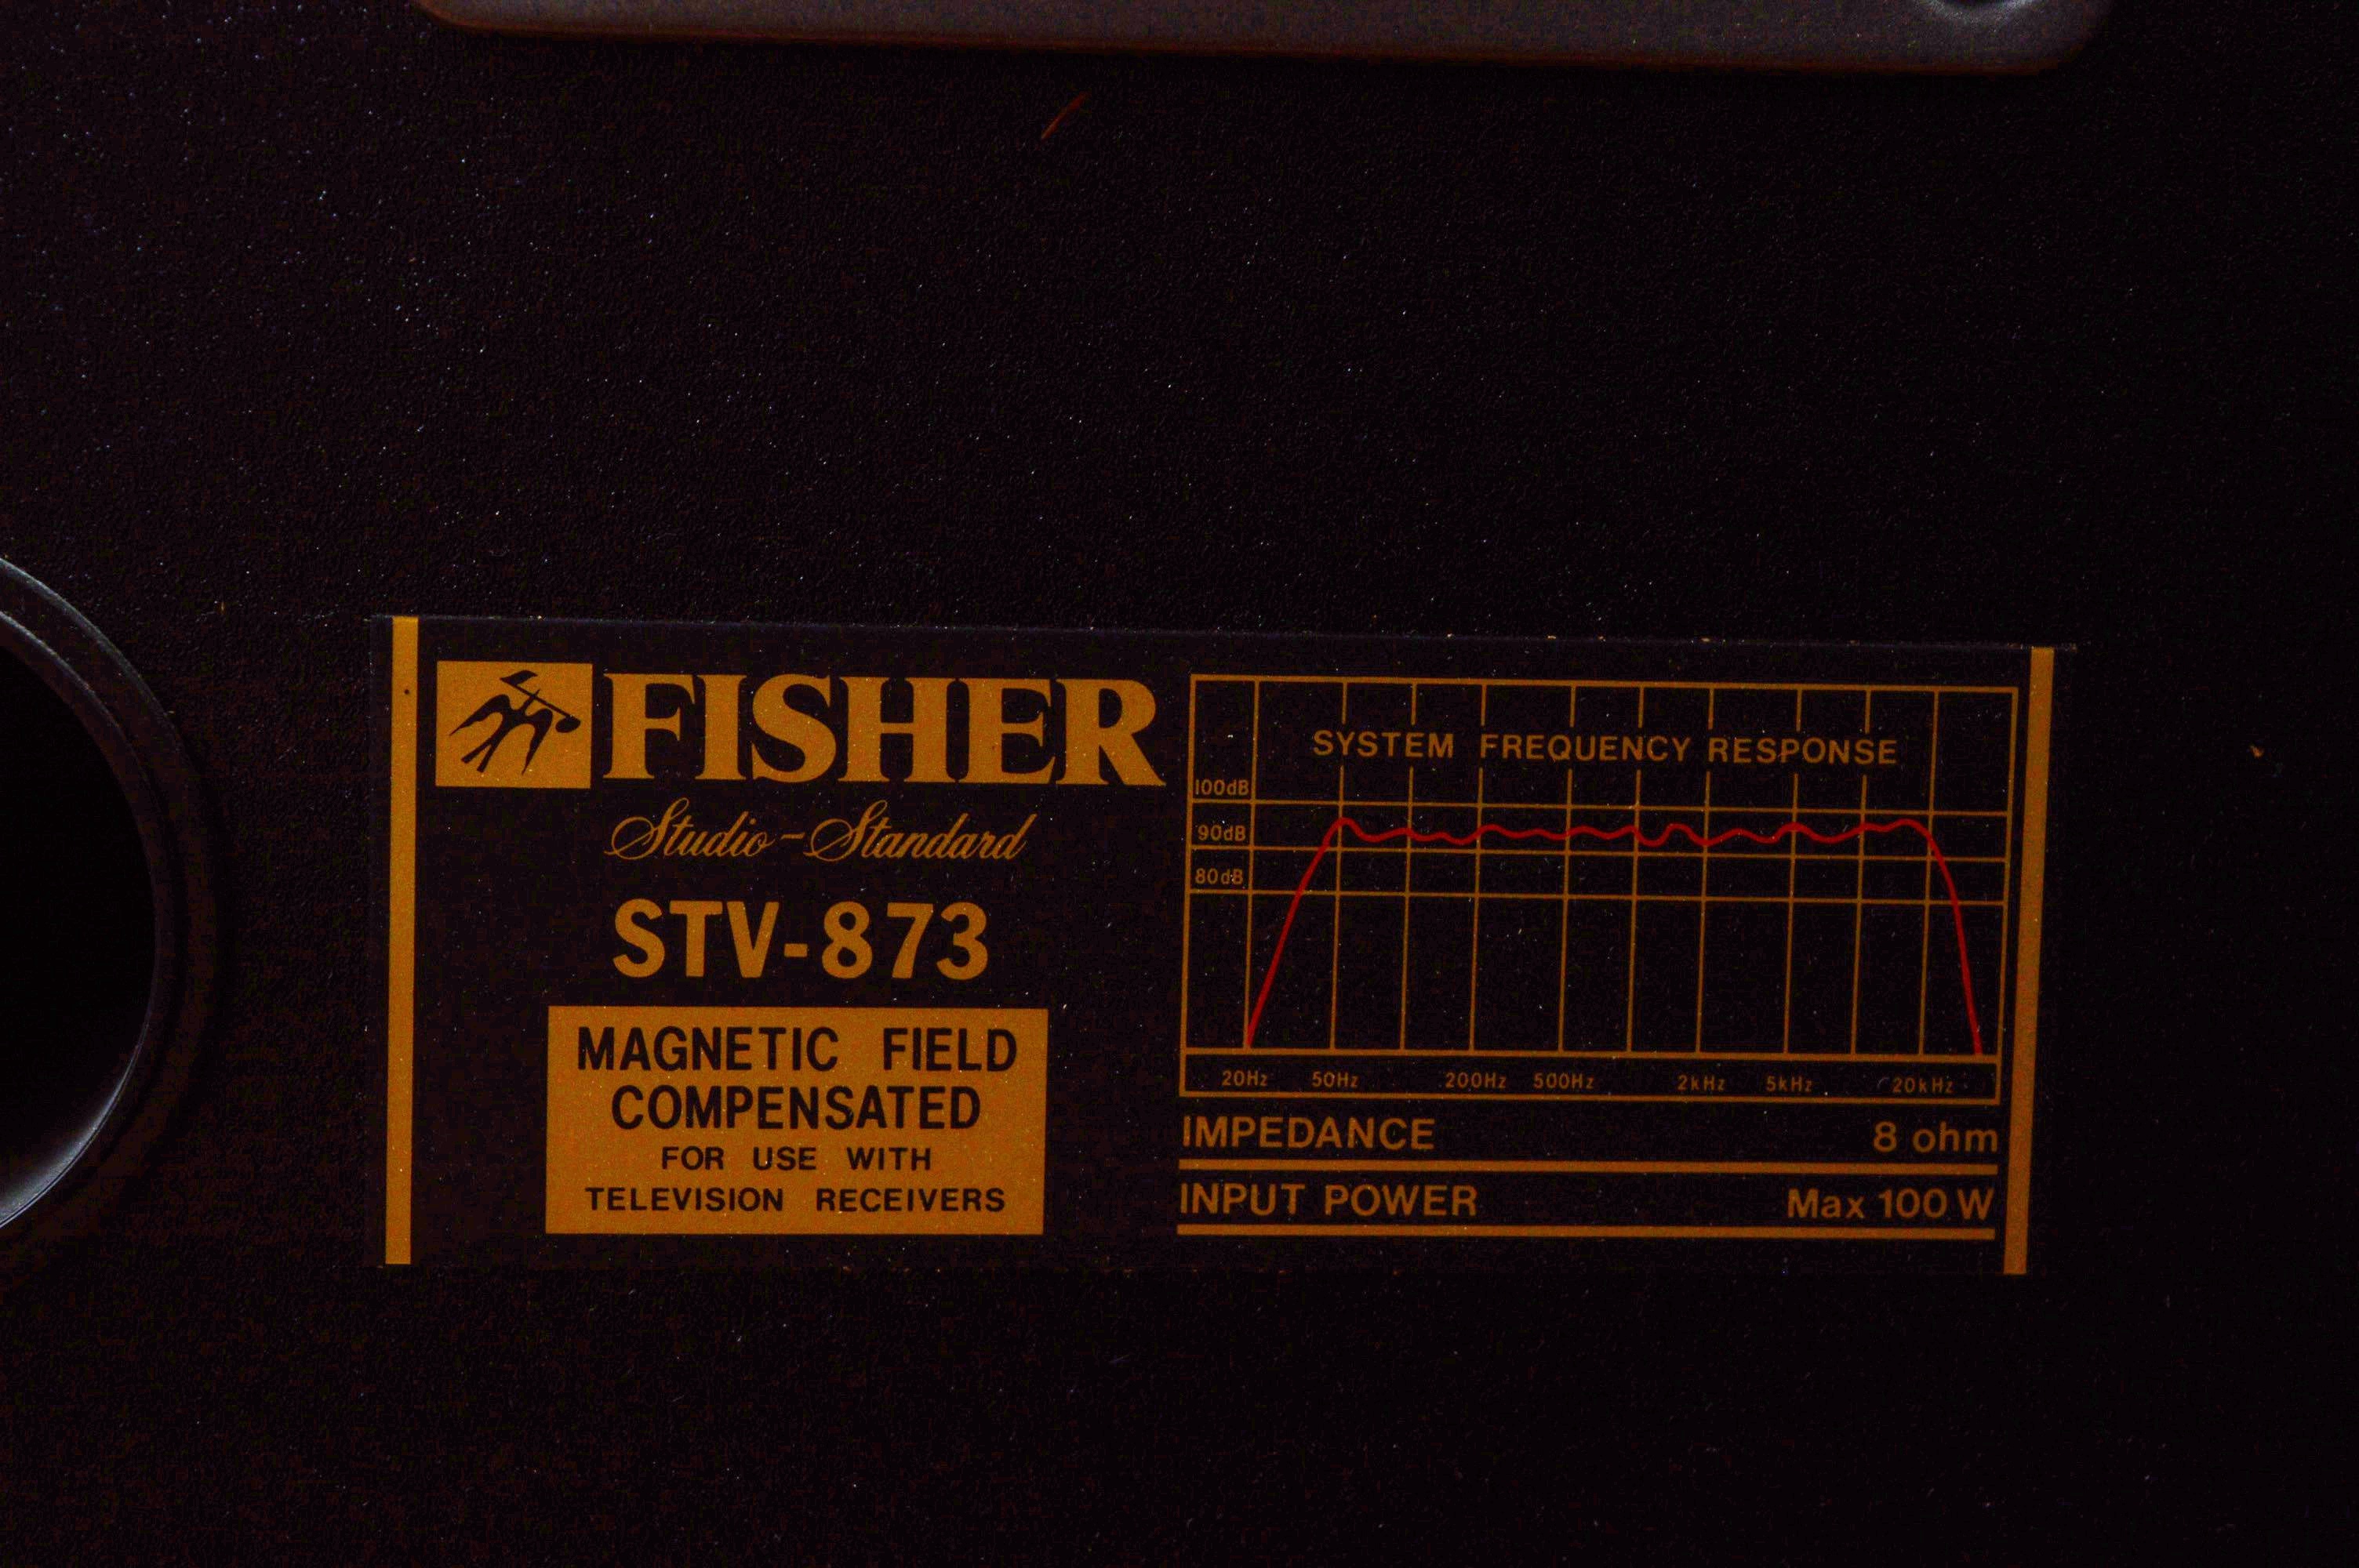 FISHER
Studio-Standard
STV-873
MAGNETIC FIELD
COMPENSATED
FOR USE WITH
TELEVISION RECEIVERS
SYSTEM FREQUENCY RESPONSE
100dB
90dB
80dB
20Hz 50Hz 200Hz 500Hz 2kHz 5kHz 20kHz
IMPEDANCE 8 ohm
INPUT POWER Max 100 W